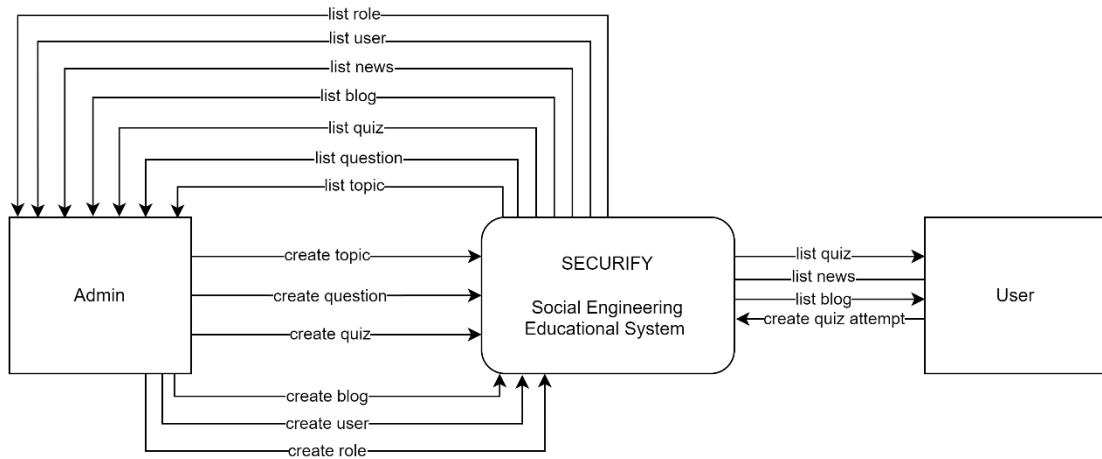 list role
list user
list news
list blog
list quiz
list question
list topic
Admin
create topic
create question
create quiz
create blog
create user
create role
SECURIFY
Social Engineering
Educational System
list quiz
list news
list blog
create quiz attempt
User